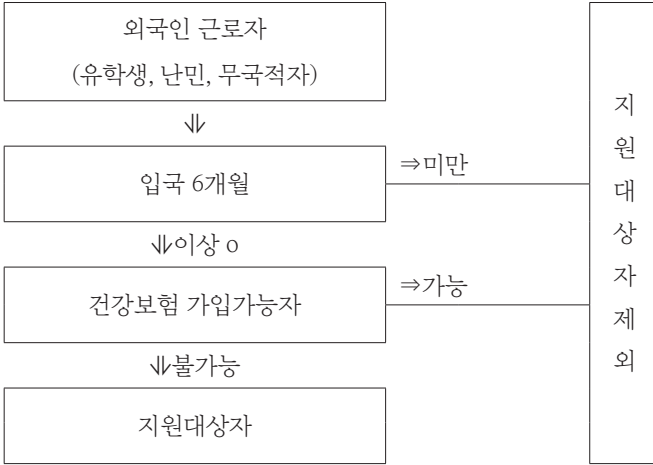 외국인 근로자
(유학생, 난민, 무국적자)
⇓
입국 6개월
⇒미만
⇓이상 o
건강보험 가입가능자
⇒가능
⇓불가능
지원대상자
지
원
대
상
자
제
외